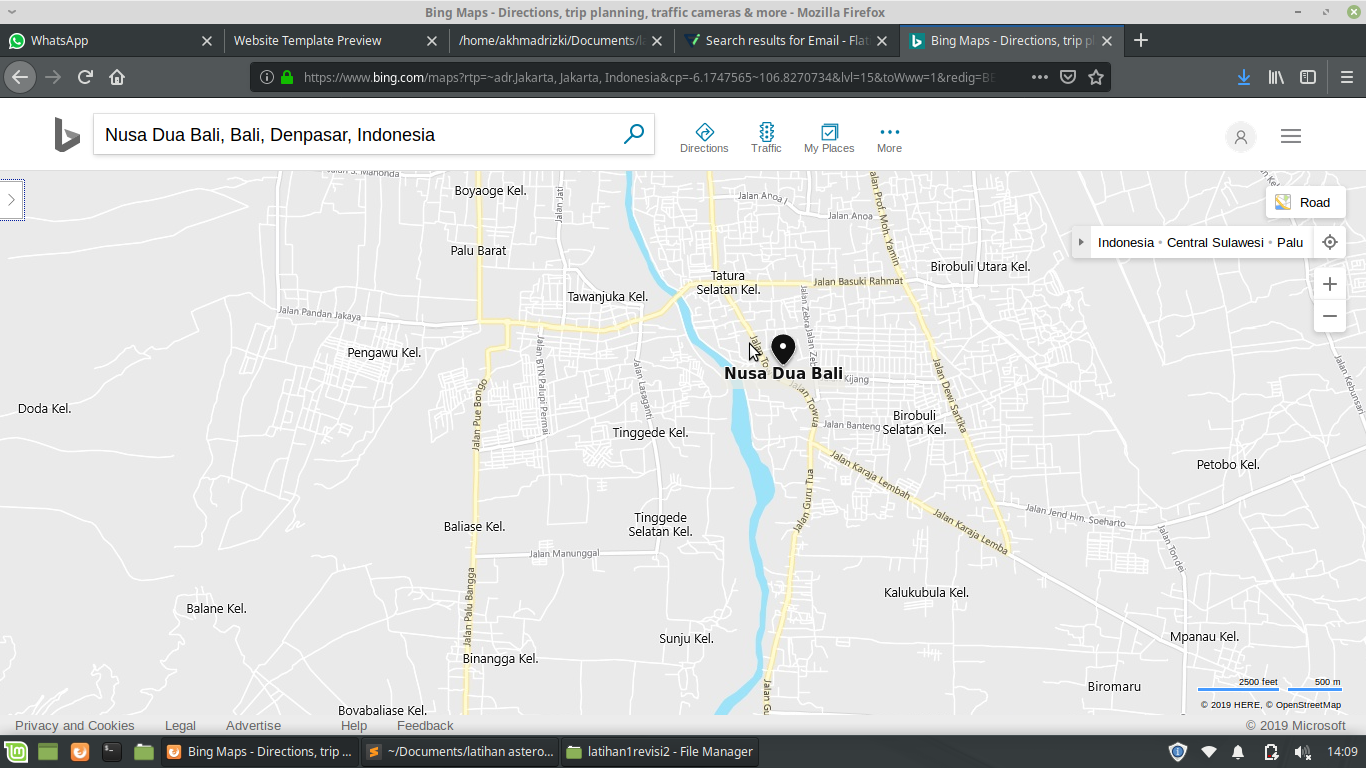 Bing Maps - Directions, trip planning, traffic cameras & more - Mozilla Firefox
WhatsApp
Website Template Preview
/home/akhmadrizki/Documents/l
Search results for Email - Flat
Bing Maps - Directions, trip p
https://www.bing.com/maps?rtp=~adr.Jakarta, Jakarta, Indonesia&cp=-6.1747565~106.8270734&lvl=15&toWww=1&redig=BE
Nusa Dua Bali, Bali, Denpasar, Indonesia
Directions
Traffic
My Places
More
Road
Indonesia • Central Sulawesi • Palu
Jalan S. Manonda
Boyaoge Kel.
Jalan Anoa I
Jalan Anoa
Jalan Prof. Moh. Yamin
Palu Barat
Birobuli Utara Kel.
Tatura
Selatan Kel.
Jalan Basuki Rahmat
Tawanjuka Kel.
Jalan Zebra
Jalan Pandan Jakaya
Pengawu Kel.
Jalan BTN Palupi Permai
Jalan Lasaganti
Nusa Dua Bali
Kijang
Jalan Dewi Sartika
Jalan Kebunsari
Jalan Pue Bongo
Jalan Towua
Doda Kel.
Birobuli
Selatan Kel.
Jalan Banteng
Tinggede Kel.
Petobo Kel.
Jalan Karaja Lembah
Jalan Guru Tua
Tinggede
Selatan Kel.
Baliase Kel.
Jalan Jend Hm. Soeharto
Jalan Karaja Lemba
Jalan Tondei
Jalan Manunggal
Jalan Palu Bangga
Kalukubula Kel.
Balane Kel.
Sunju Kel.
Mpanau Kel.
Binangga Kel.
Biromaru
Jalan Gu
Bovabaliase Kel.
2500 feet
500 m
© 2019 HERE, © OpenStreetMap
Privacy and Cookies
Legal
Advertise
Help
Feedback
© 2019 Microsoft
Bing Maps - Directions, trip ...
~/Documents/latihan astero...
latihan1revisi2 - File Manager
14:09